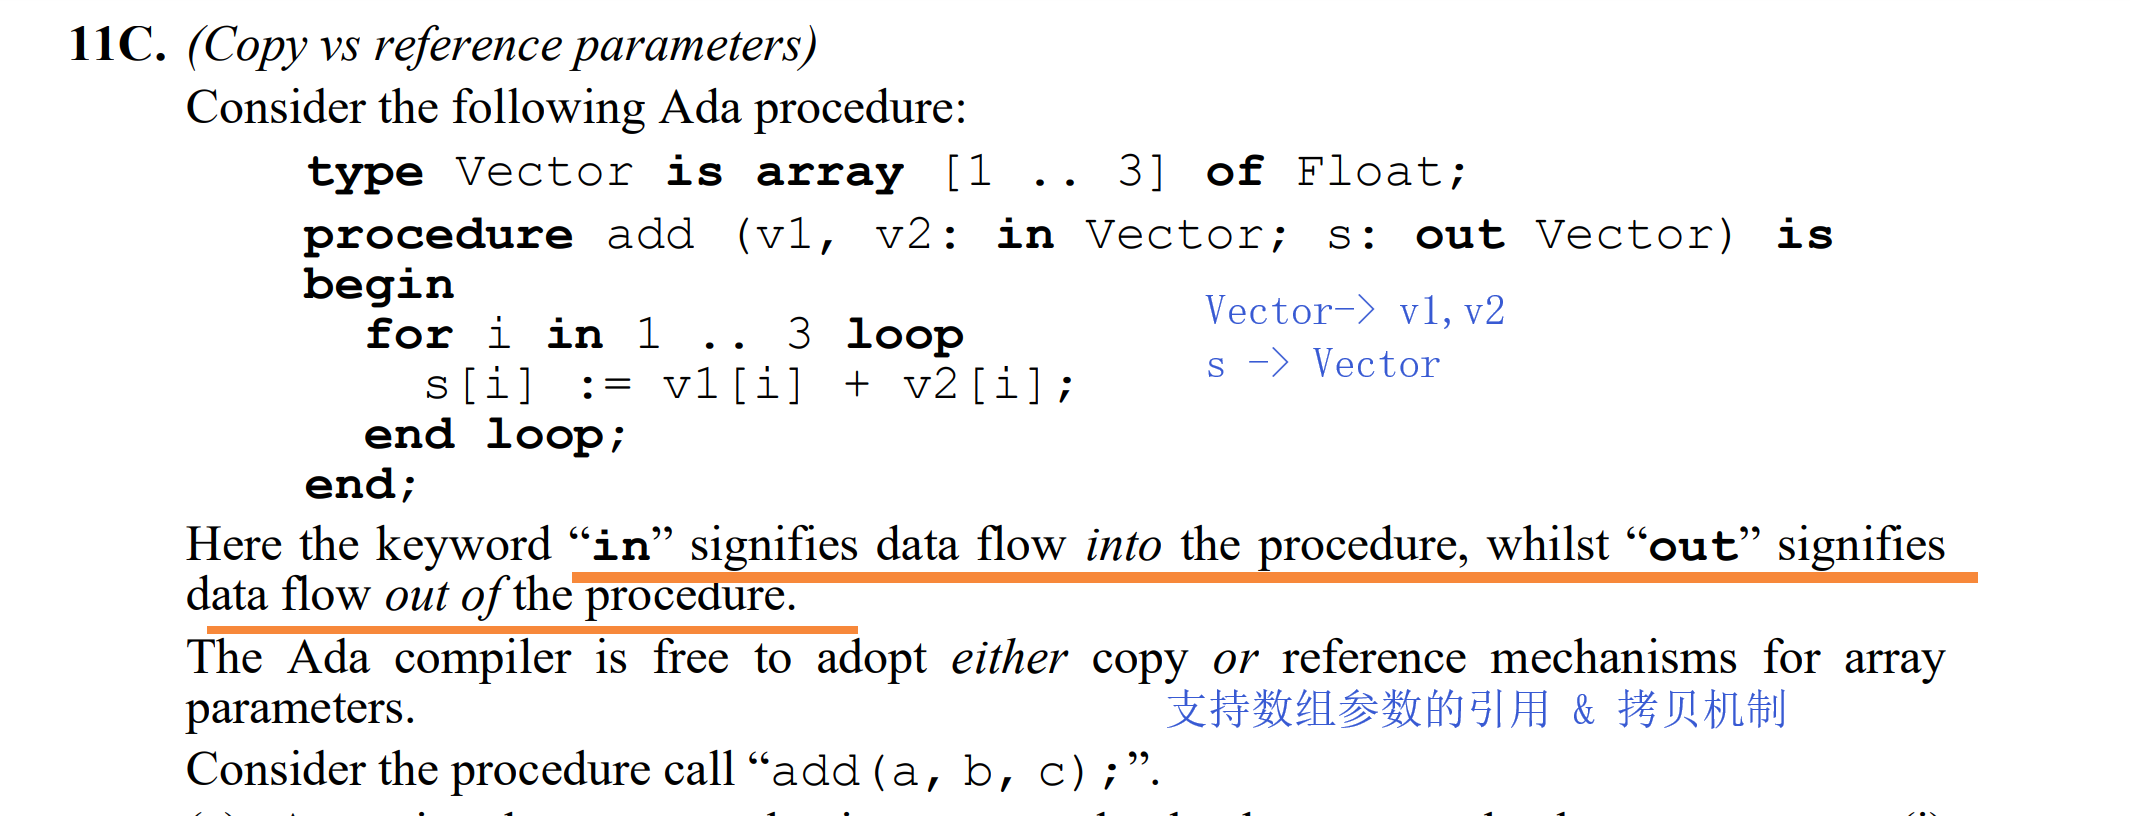 11C. (Copy vs reference parameters)
Consider the following Ada procedure:
type Vector is array [1 .. 3] of Float;
procedure add (v1, v2: in Vector; s: out Vector) is
begin
Vector-> v1,v2
for i in 1 .. 3 loop
s -> Vector
s[i] := v1[i] + v2[i];
end loop;
end;
Here the keyword “in” signifies data flow into the procedure, whilst “out” signifies
data flow out of the procedure.
The Ada compiler is free to adopt either copy or reference mechanisms for array
parameters.
支持数组参数的引用 & 拷贝机制
Consider the procedure call “add(a, b, c);”.